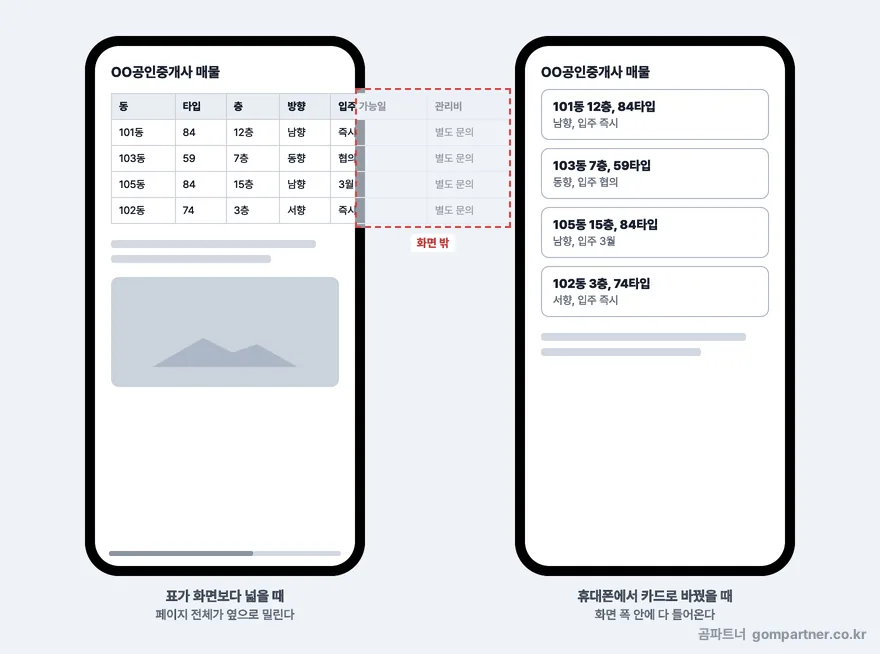 OO공인중개사 매물
동 타입 층 방향 입주가능일 관리비
101동 84 12층 남향 즉시 별도 문의
103동 59 7층 동향 협의 별도 문의
105동 84 15층 남향 3월 별도 문의
102동 74 3층 서향 즉시 별도 문의
화면 밖
표가 화면보다 넓을 때
페이지 전체가 옆으로 밀린다
OO공인중개사 매물
101동 12층, 84타입
남향, 입주 즉시
103동 7층, 59타입
동향, 입주 협의
105동 15층, 84타입
남향, 입주 3월
102동 3층, 74타입
서향, 입주 즉시
휴대폰에서 카드로 바꿨을 때
화면 폭 안에 다 들어온다
곰파트너 gompartner.co.kr